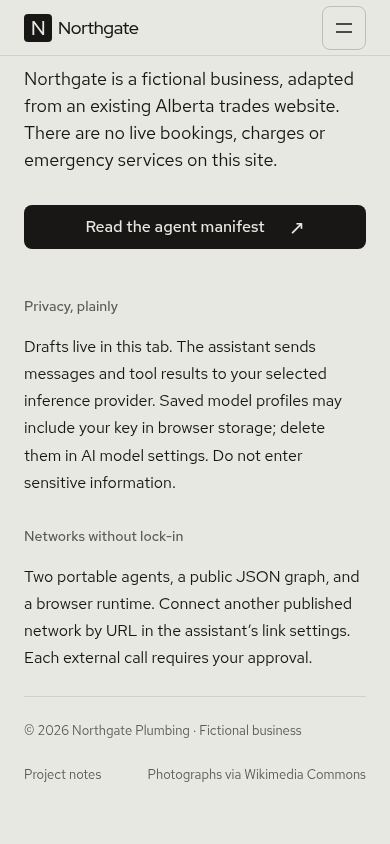 N Northgate
Northgate is a fictional business, adapted
from an existing Alberta trades website.
There are no live bookings, charges or
emergency services on this site.
Read the agent manifest ↗
Privacy, plainly
Drafts live in this tab. The assistant sends
messages and tool results to your selected
inference provider. Saved model profiles may
include your key in browser storage; delete
them in AI model settings. Do not enter
sensitive information.
Networks without lock-in
Two portable agents, a public JSON graph, and
a browser runtime. Connect another published
network by URL in the assistant’s link settings.
Each external call requires your approval.
© 2026 Northgate Plumbing · Fictional business
Project notes Photographs via Wikimedia Commons